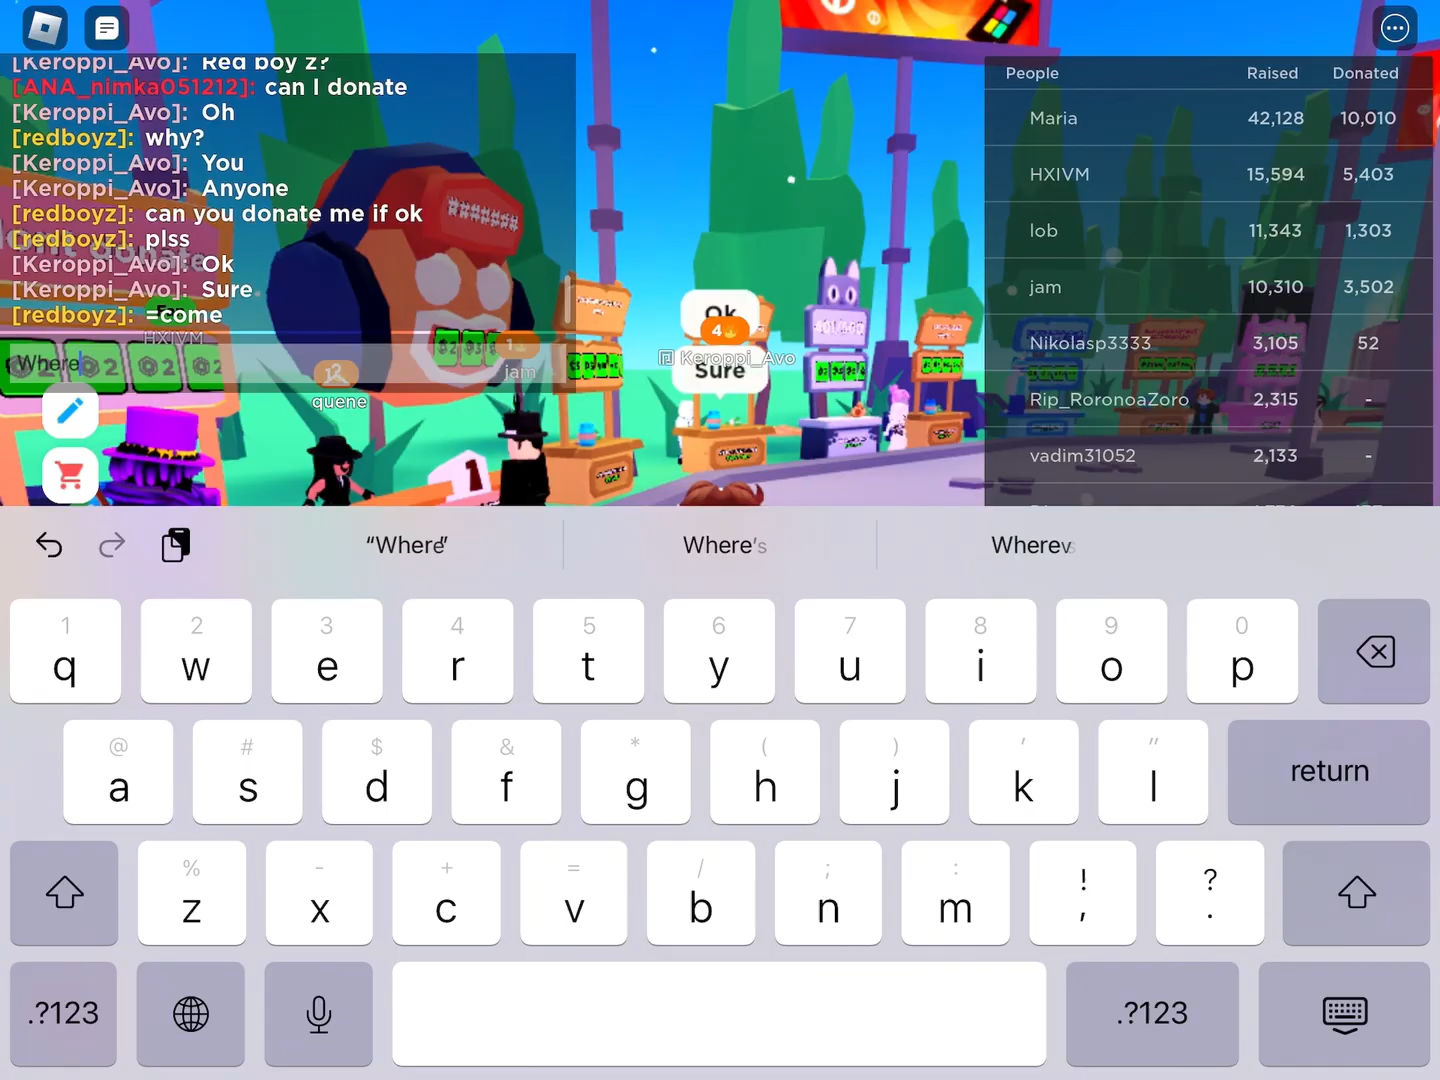 [Keroppi_Avo]: Red boy z?
[ANA_nimka051212]: can I donate
[Keroppi_Avo]: Oh
[redboyz]: why?
[Keroppi_Avo]: You
[Keroppi_Avo]: Anyone
[redboyz]: can you donate me if ok
[redboyz]: plss
[Keroppi_Avo]: Ok
[Keroppi_Avo]: Sure
[redboyz]: =come
HXIVM
Where
#######
1
jam
12
quene
1
Ok
4
Keroppi_Avo
Sure
People Raised Donated
Maria 42,128 10,010
HXIVM 15,594 5,403
lob 11,343 1,303
jam 10,310 3,502
Nikolasp3333 3,105 52
Rip_RoronoaZoro 2,315 -
vadim31052 2,133 -
“Where” Where's
1 2 3 4 5 6 7 8 9 0
q w e r t y u i o p
@ # $ & * ( ) ' "
a s d f g h j k l return
% - + = / ; : ! ?
z x c v b n m , .
.?123 .?123